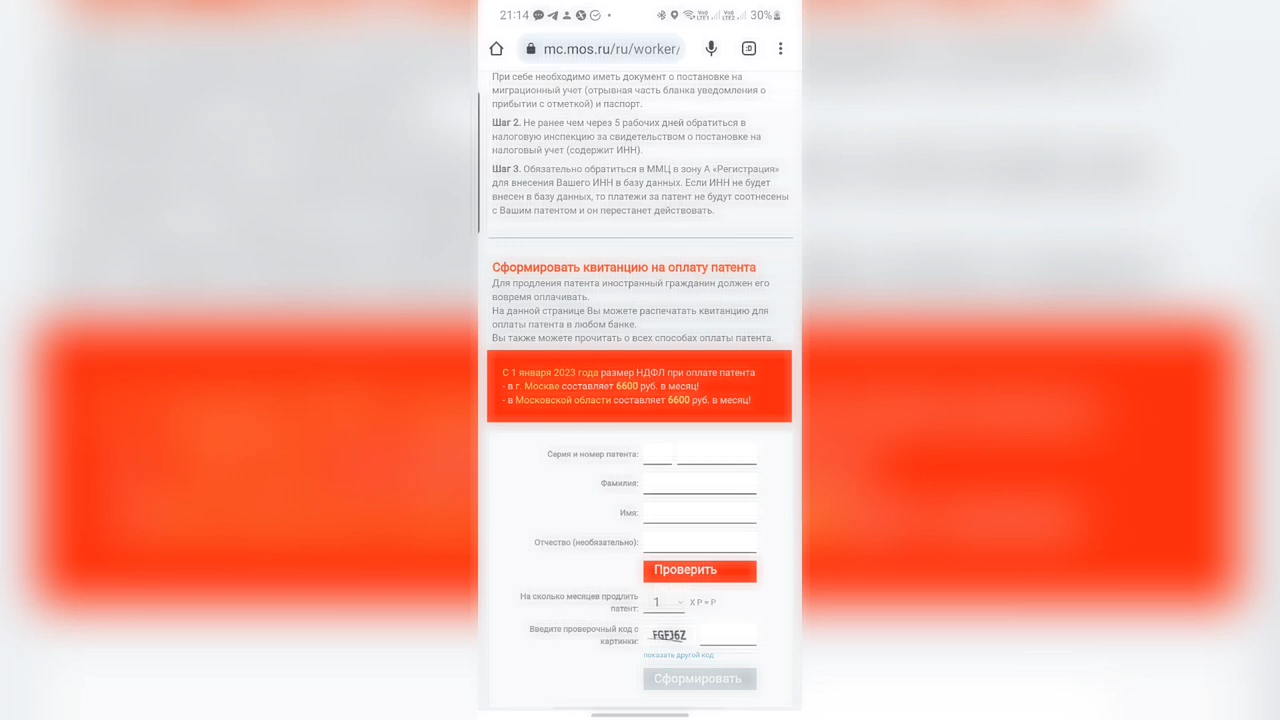 21:14
VoD LTE1 VoD LTE2 30%
mc.mos.ru/ru/worker/
:D
При себе необходимо иметь документ о постановке на
миграционный учет (отрывная часть бланка уведомления о
прибытии с отметкой) и паспорт.
Шаг 2. Не ранее чем через 5 рабочих дней обратиться в
налоговую инспекцию за свидетельством о постановке на
налоговый учет (содержит ИНН).
Шаг 3. Обязательно обратиться в ММЦ в зону А «Регистрация»
для внесения Вашего ИНН в базу данных. Если ИНН не будет
внесен в базу данных, то платежи за патент не будут соотнесены
с Вашим патентом и он перестанет действовать.
Сформировать квитанцию на оплату патента
Для продления патента иностранный гражданин должен его
вовремя оплачивать.
На данной странице Вы можете распечатать квитанцию для
оплаты патента в любом банке.
Вы также можете прочитать о всех способах оплаты патента.
С 1 января 2023 года размер НДФЛ при оплате патента
- в г. Москве составляет 6600 руб. в месяц!
- в Московской области составляет 6600 руб. в месяц!
Серия и номер патента:
Фамилия:
Имя:
Отчество (необязательно):
Проверить
На сколько месяцев продлить
патент:
1 X Р = Р
Введите проверочный код с
картинки:
FGFJ6Z
показать другой код
Сформировать